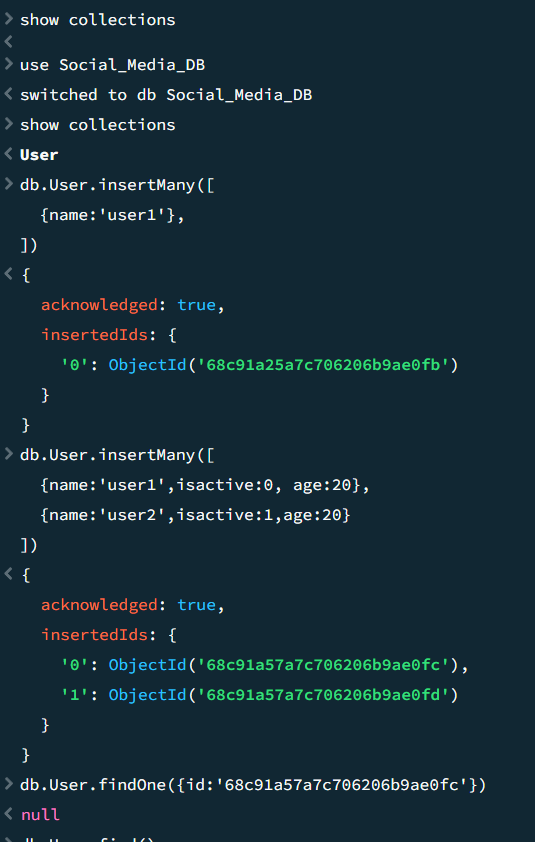 > show collections
<
> use Social_Media_DB
< switched to db Social_Media_DB
> show collections
< User
> db.User.insertMany([
{name:'user1'},
])
< {
acknowledged: true,
insertedIds: {
'0': ObjectId('68c91a25a7c706206b9ae0fb')
}
}
> db.User.insertMany([
{name:'user1',isactive:0, age:20},
{name:'user2',isactive:1,age:20}
])
< {
acknowledged: true,
insertedIds: {
'0': ObjectId('68c91a57a7c706206b9ae0fc'),
'1': ObjectId('68c91a57a7c706206b9ae0fd')
}
}
> db.User.findOne({id:'68c91a57a7c706206b9ae0fc'})
< null